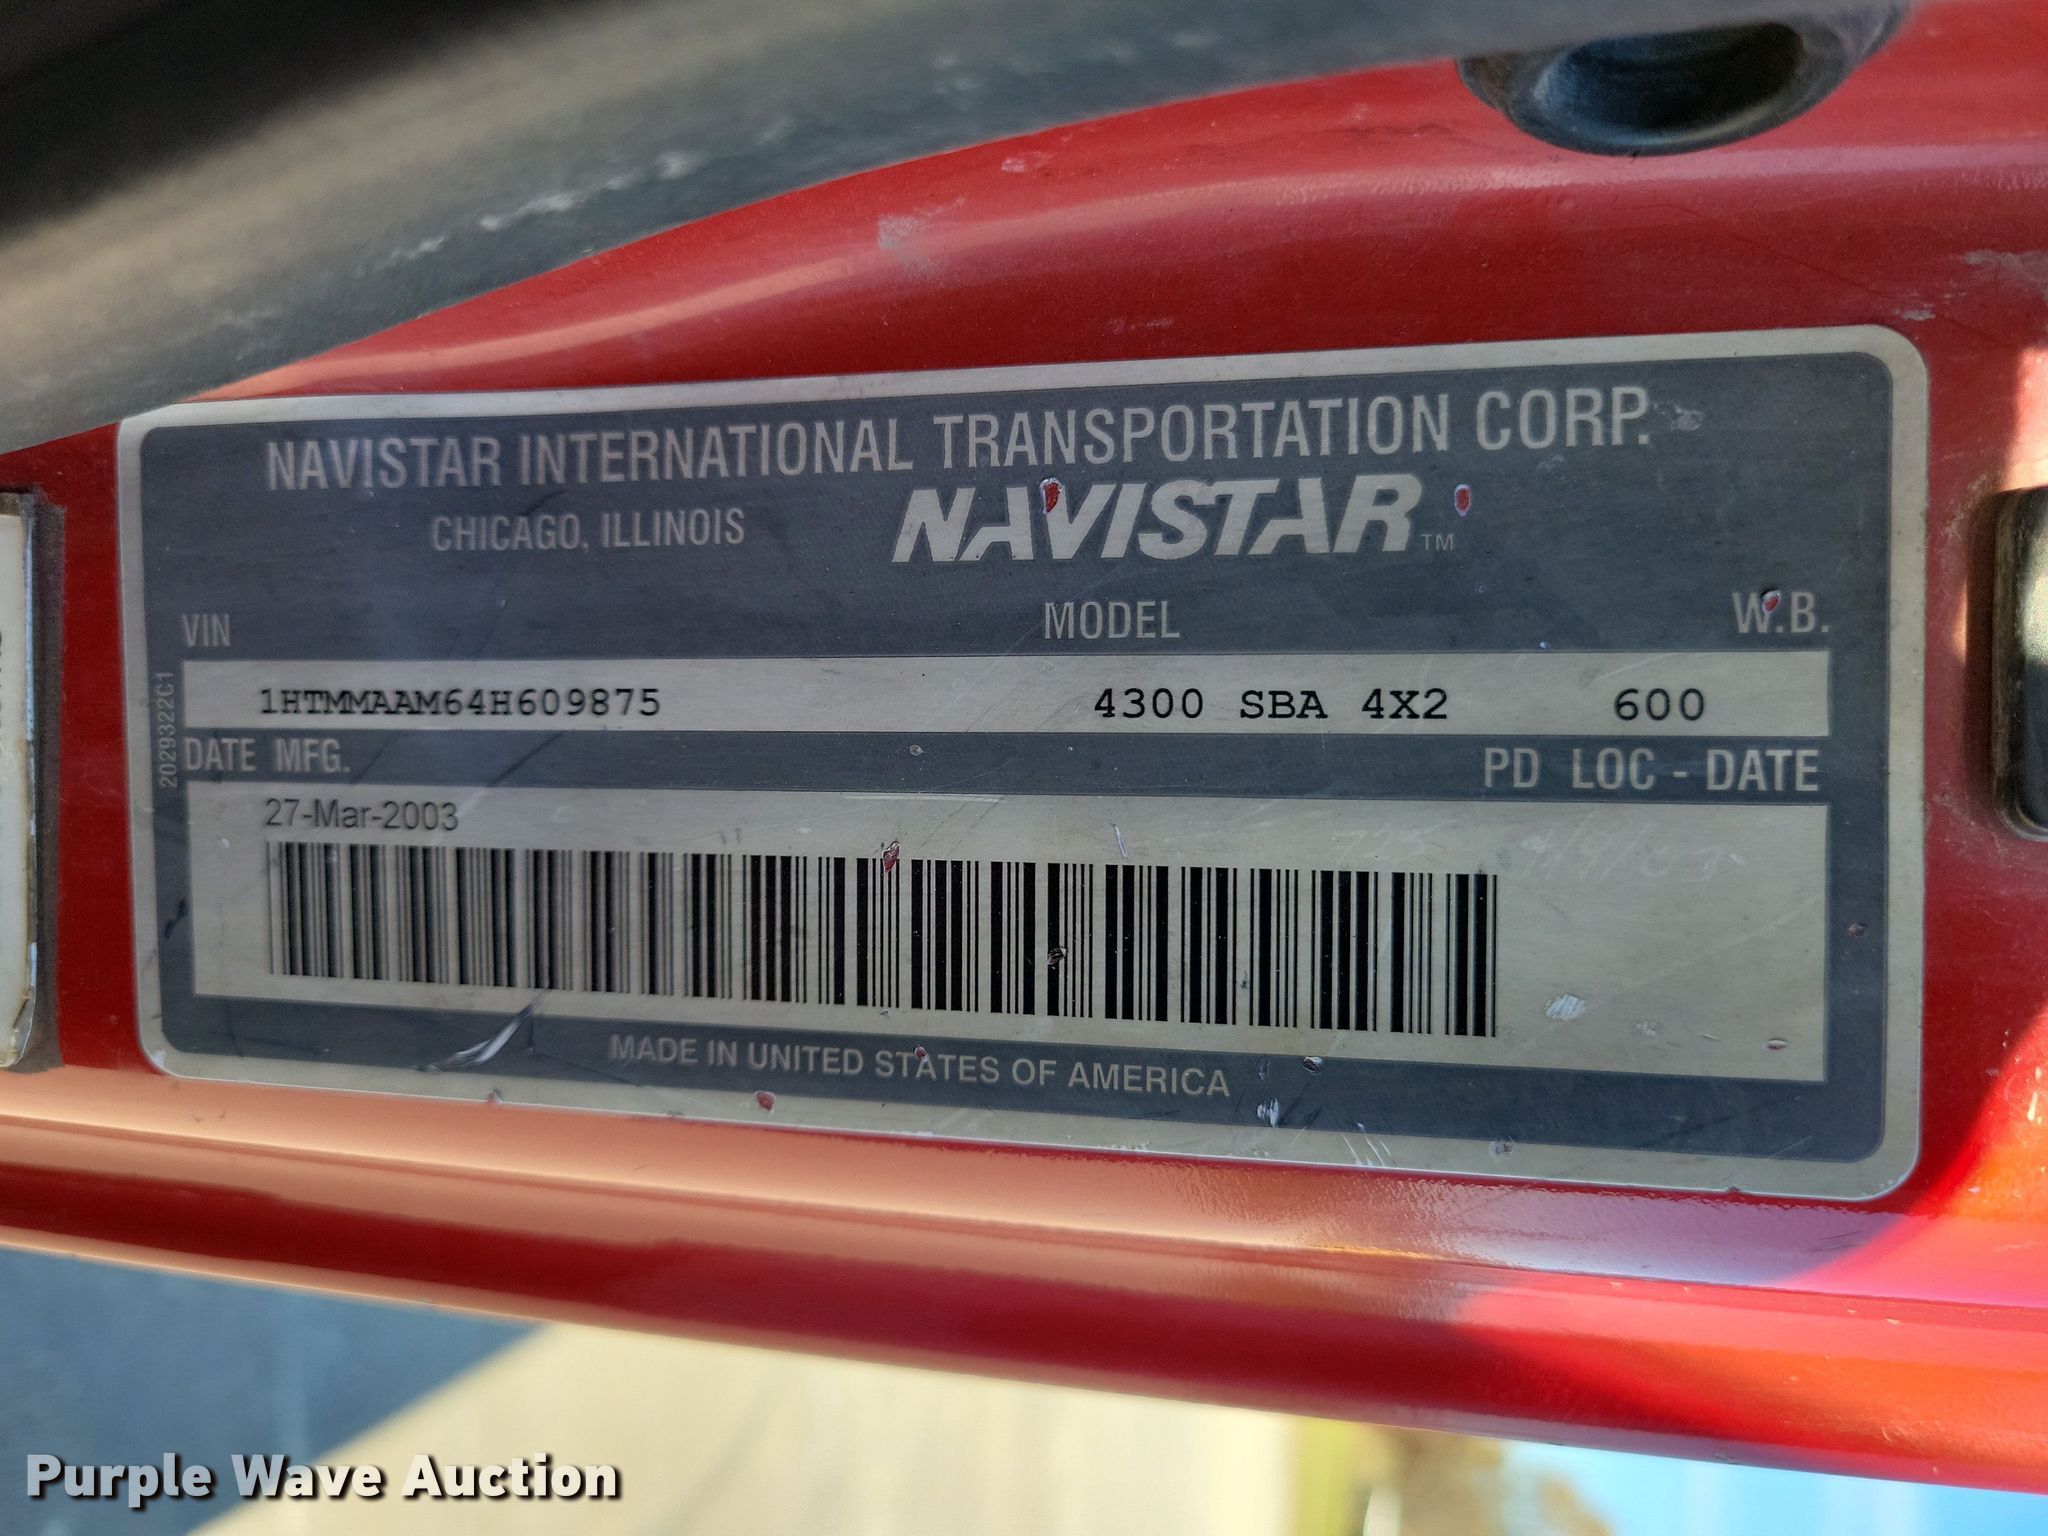 NAVISTAR INTERNATIONAL TRANSPORTATION CORP.
CHICAGO, ILLINOIS
NAVISTAR TM
VIN MODEL W.B.
1HTMMAAM64H609875 4300 SBA 4X2 600
2029322C1
DATE MFG. PD LOC - DATE
27-Mar-2003
MADE IN UNITED STATES OF AMERICA
Purple Wave Auction